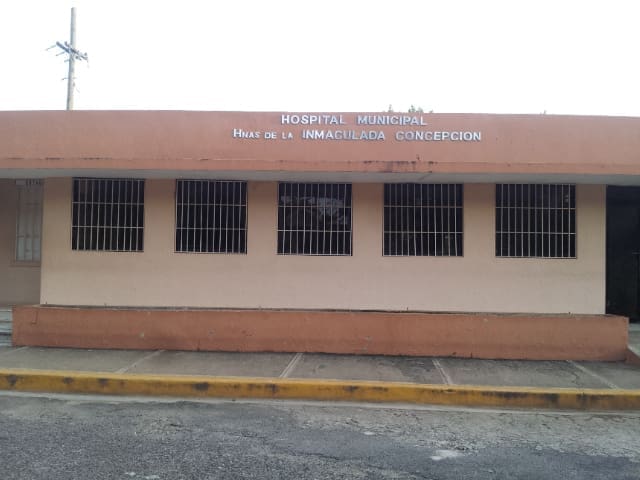 HOSPITAL MUNICIPAL
HNAS DE LA INMACULADA CONCEPCION